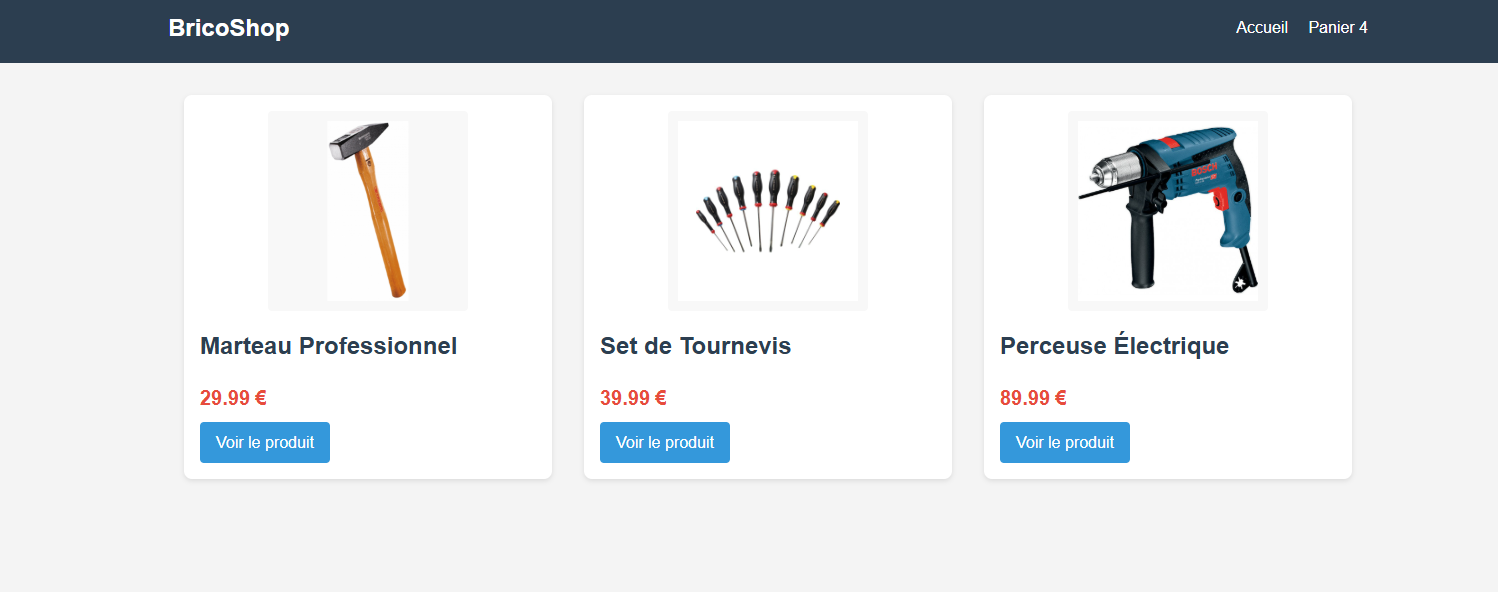 BricoShop
Accueil Panier 4
BOSCH
Marteau Professionnel
Set de Tournevis
Perceuse Électrique
29.99 €
39.99 €
89.99 €
Voir le produit
Voir le produit
Voir le produit